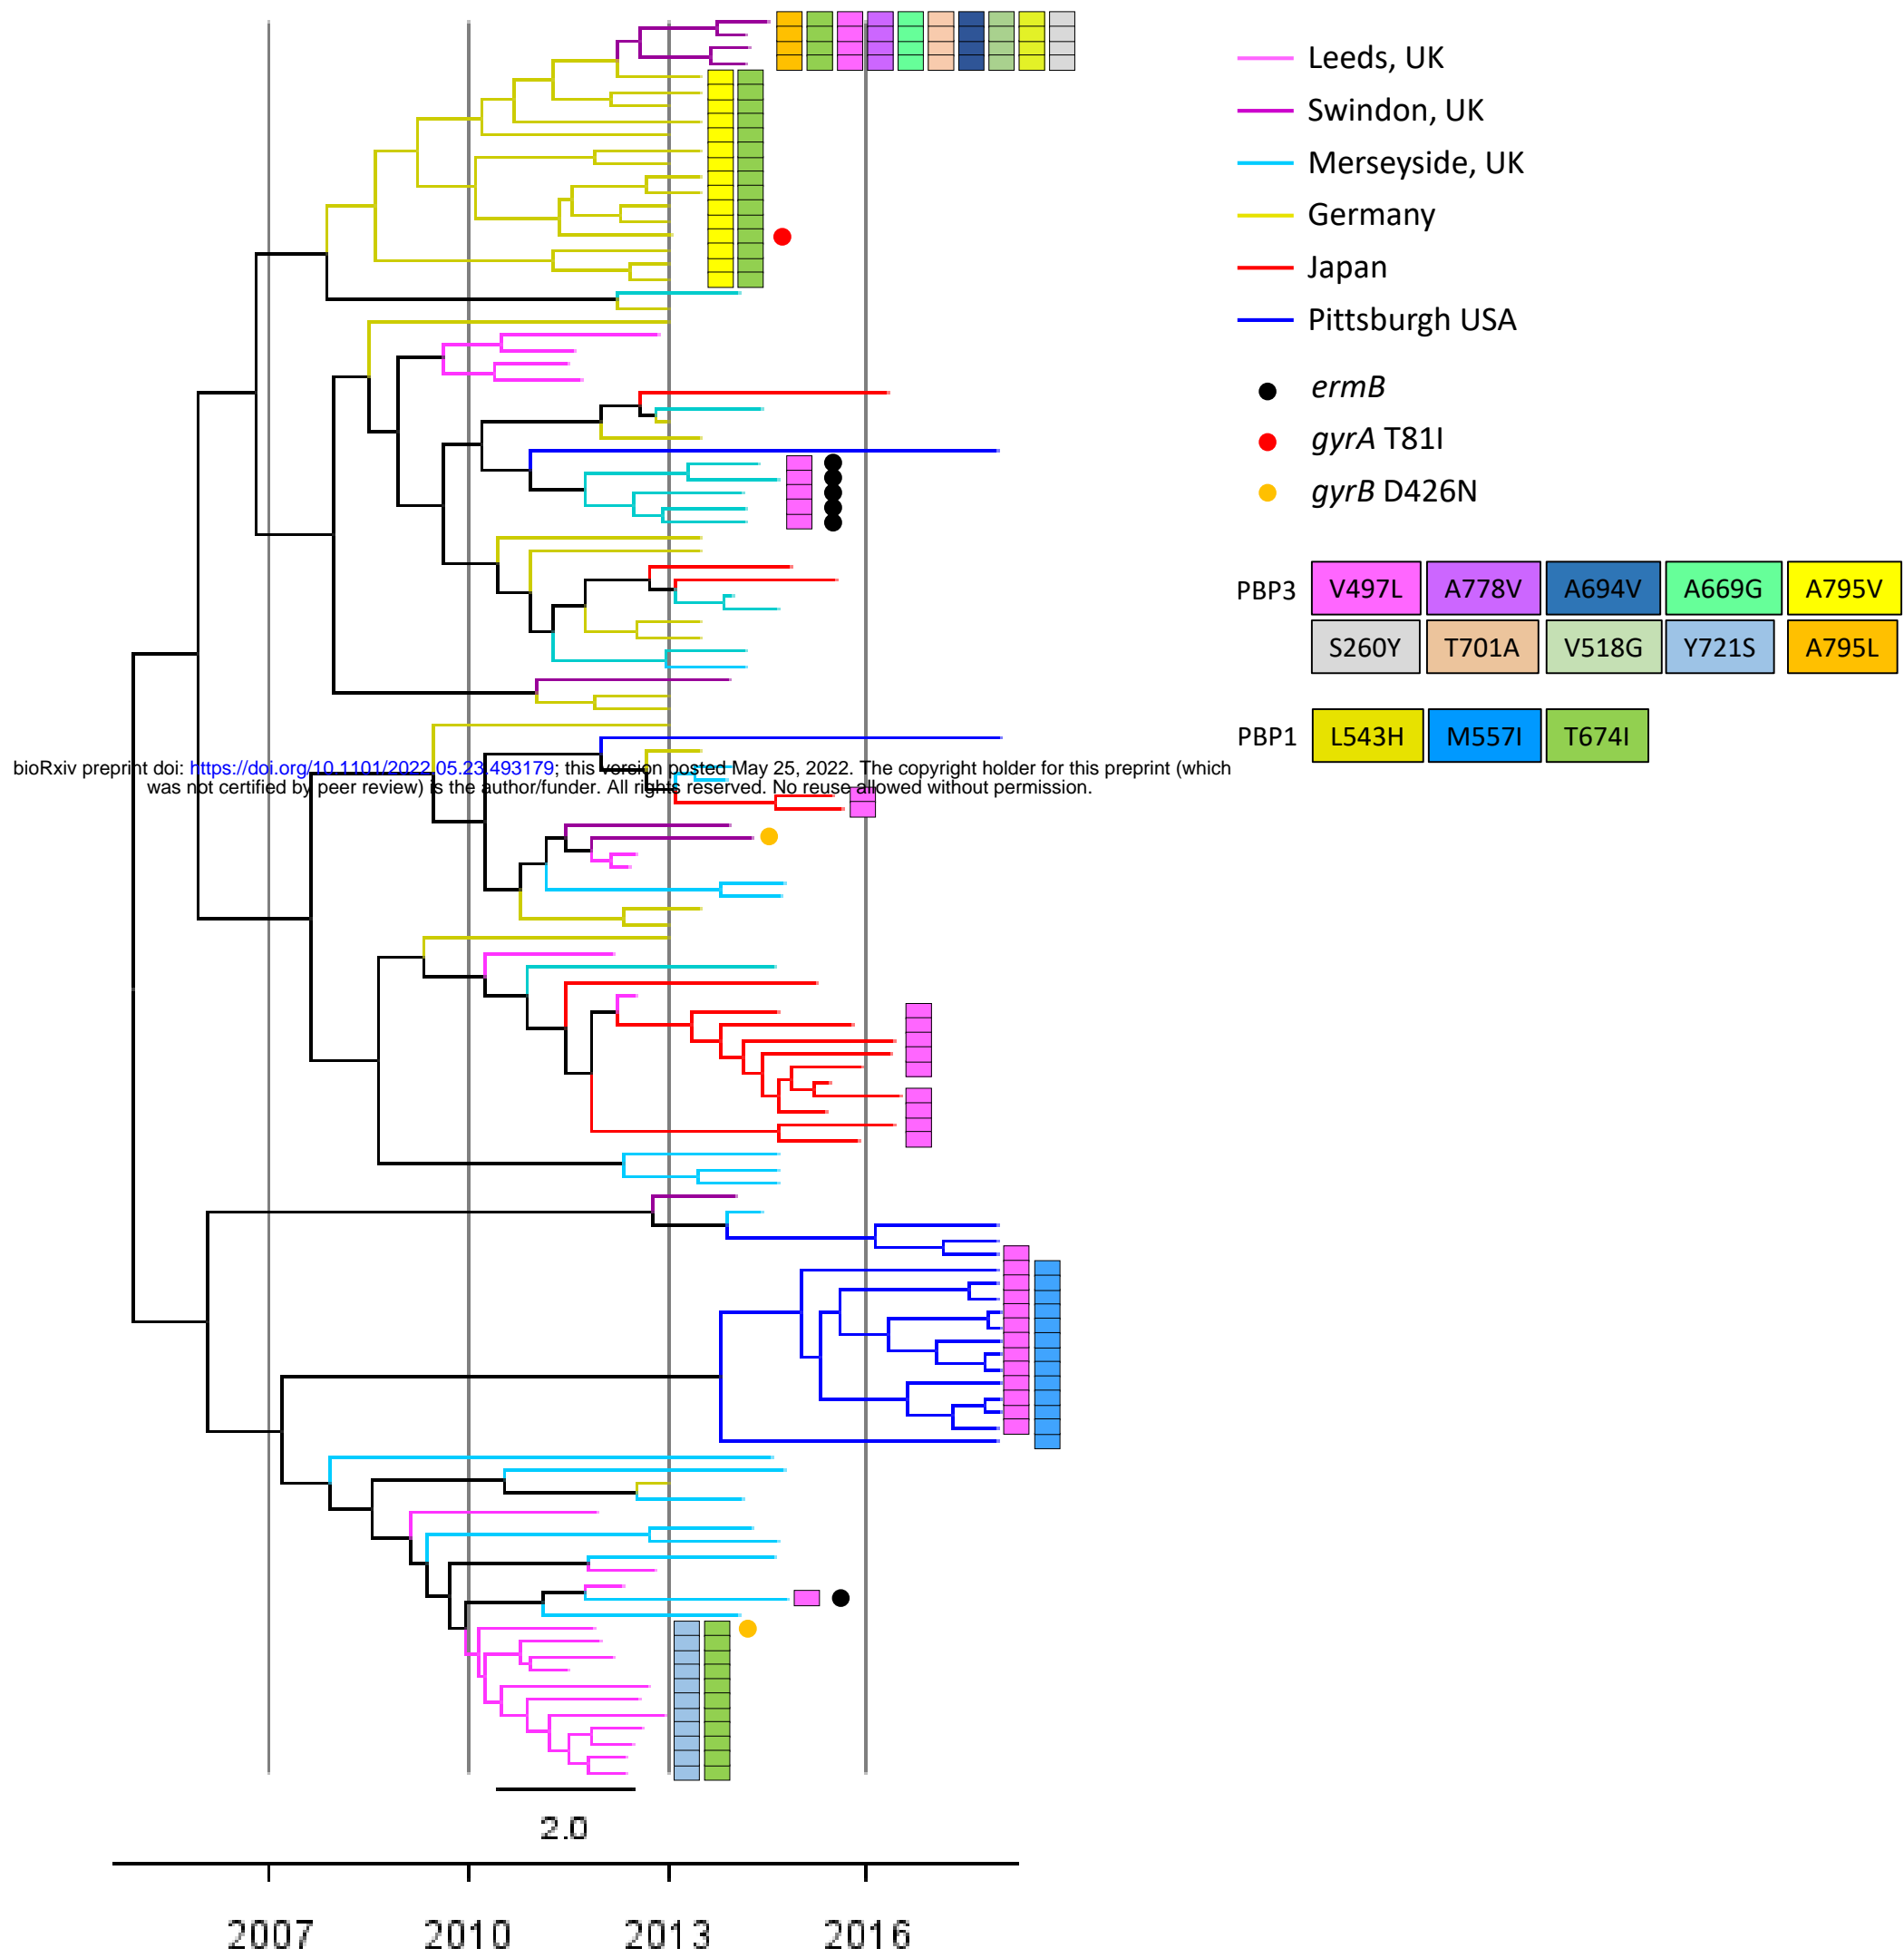 Leeds, UK
Swindon, UK
Merseyside, UK
Germany
Japan
Pittsburgh USA
ermB
gyrA T81I
gyrB D426N
PBP3 V497L A778V A694V A669G A795V
S260Y T701A V518G Y721S A795L
PBP1 L543H M557I T674I
bioRxiv preprint doi: https://doi.org/10.1101/2022.05.23.493179; this version posted May 25, 2022. The copyright holder for this preprint (which
was not certified by peer review) is the author/funder. All rights reserved. No reuse allowed without permission.
2.0
2007 2010 2013 2016